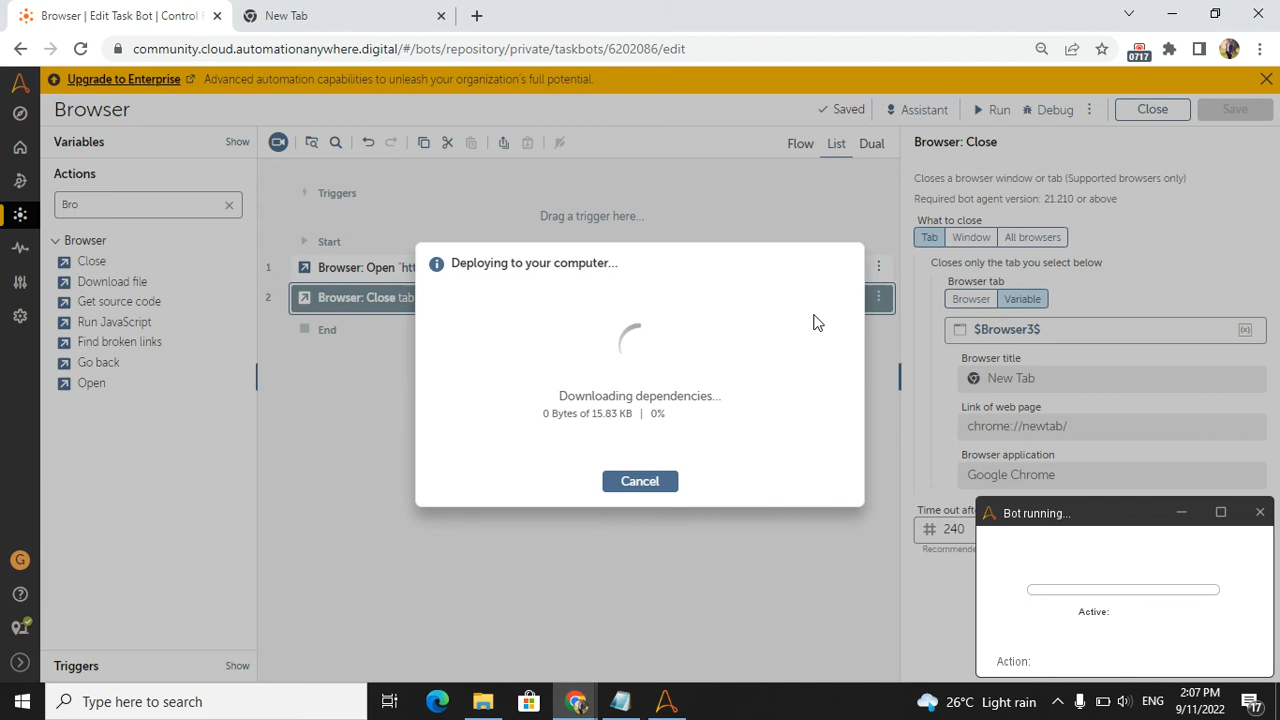 Browser | Edit Task Bot | Control
New Tab
community.cloud.automationanywhere.digital/#/bots/repository/private/taskbots/6202086/edit
0717
Upgrade to Enterprise Advanced automation capabilities to unleash your organization's full potential.
Browser
Saved
Assistant
Run
Debug
Close
Save
Variables
Show
Flow
List
Dual
Browser: Close
Actions
Bro
Browser
Close
Download file
Get source code
Run JavaScript
Find broken links
Go back
Open
Triggers
Show
Triggers
Drag a trigger here...
Start
1 Browser: Open "htt
2 Browser: Close tab
End
Deploying to your computer...
Downloading dependencies...
0 Bytes of 15.83 KB | 0%
Cancel
Closes a browser window or tab (Supported browsers only)
Required bot agent version: 21.210 or above
What to close
Tab
Window
All browsers
Closes only the tab you select below
Browser tab
Browser
Variable
$Browser3$
(x)
Browser title
New Tab
Link of web page
chrome://newtab/
Browser application
Google Chrome
Time out afte
240
Recommende
Bot running...
Active:
Action:
G
Type here to search
26°C Light rain
ENG
2:07 PM
9/11/2022
17